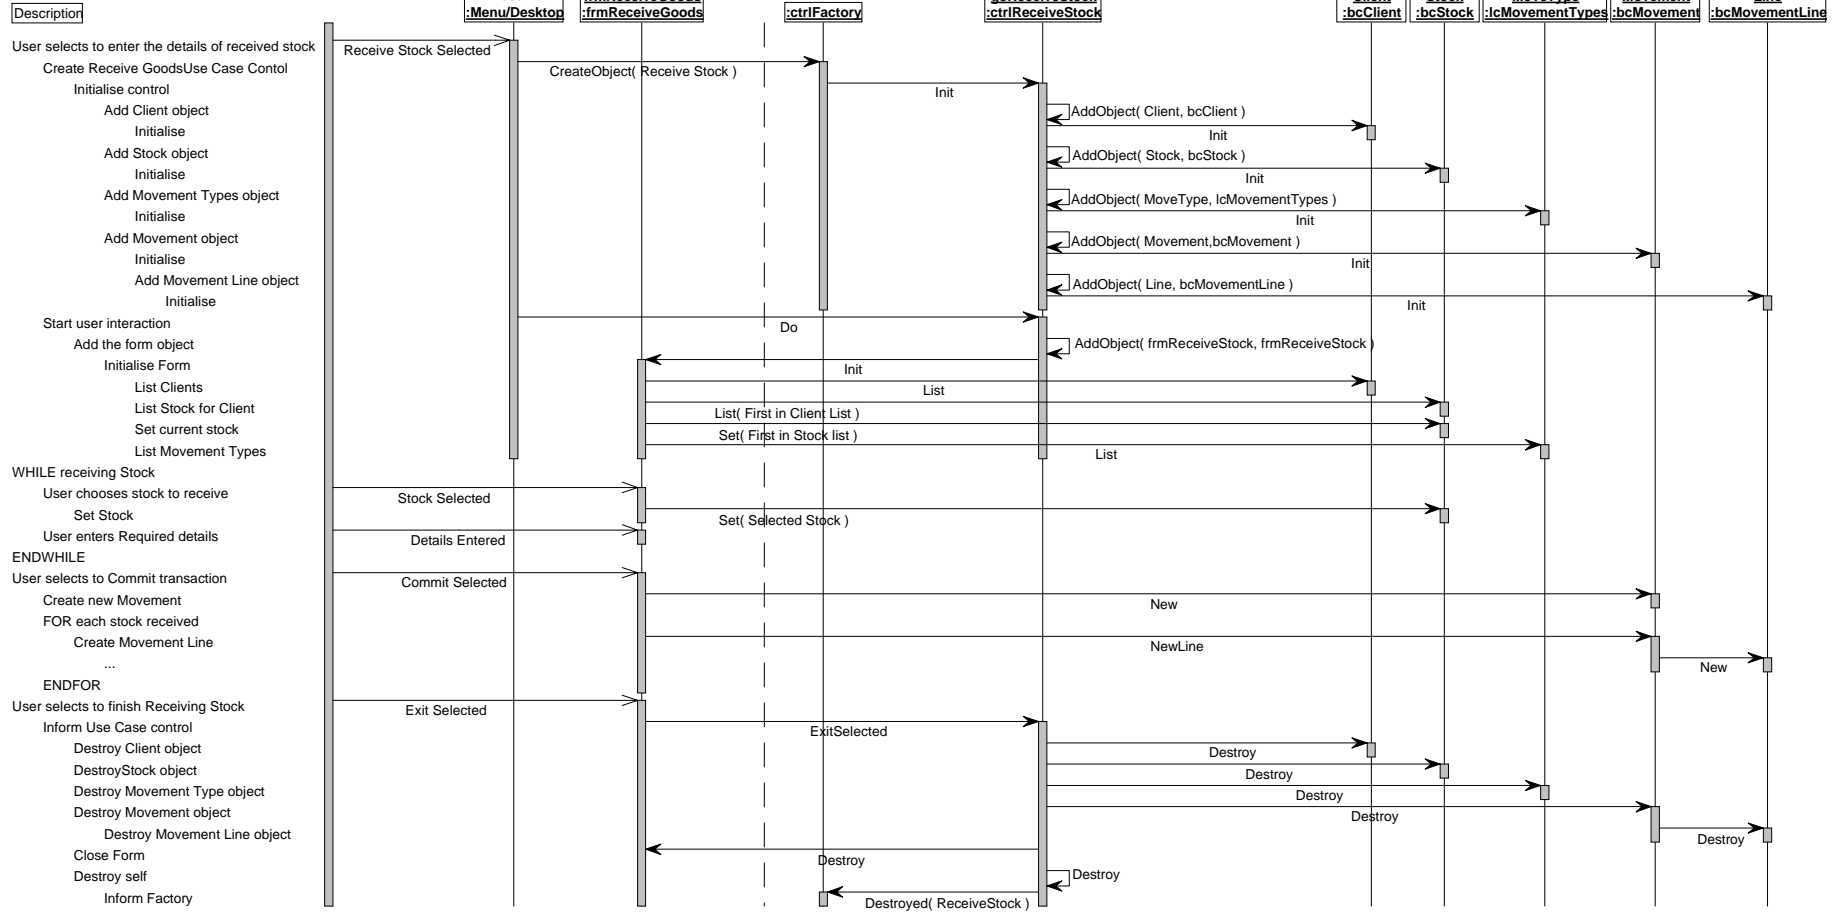 Description
:Menu/Desktop
:frmReceiveGoods
:ctrlFactory
:ctrlReceiveStock
:bcClient
:bcStock
:lcMovementTypes
:bcMovement
:bcMovementLine
User selects to enter the details of received stock
Receive Stock Selected
Create Receive GoodsUse Case Contol
CreateObject( Receive Stock )
Initialise control
Init
Add Client object
AddObject( Client, bcClient )
Initialise
Init
Add Stock object
AddObject( Stock, bcStock )
Initialise
Init
Add Movement Types object
AddObject( MoveType, lcMovementTypes )
Initialise
Init
Add Movement object
AddObject( Movement,bcMovement )
Initialise
Init
Add Movement Line object
AddObject( Line, bcMovementLine )
Initialise
Init
Start user interaction
Do
Add the form object
AddObject( frmReceiveStock, frmReceiveStock )
Initialise Form
Init
List Clients
List
List Stock for Client
List( First in Client List )
Set current stock
Set( First in Stock list )
List Movement Types
List
WHILE receiving Stock
User chooses stock to receive
Stock Selected
Set Stock
Set( Selected Stock )
User enters Required details
Details Entered
ENDWHILE
User selects to Commit transaction
Commit Selected
Create new Movement
New
FOR each stock received
Create Movement Line
NewLine
...
New
ENDFOR
User selects to finish Receiving Stock
Exit Selected
Inform Use Case control
ExitSelected
Destroy Client object
Destroy
DestroyStock object
Destroy
Destroy Movement Type object
Destroy
Destroy Movement object
Destroy
Destroy Movement Line object
Destroy
Close Form
Destroy
Destroy self
Destroy
Inform Factory
Destroyed( ReceiveStock )